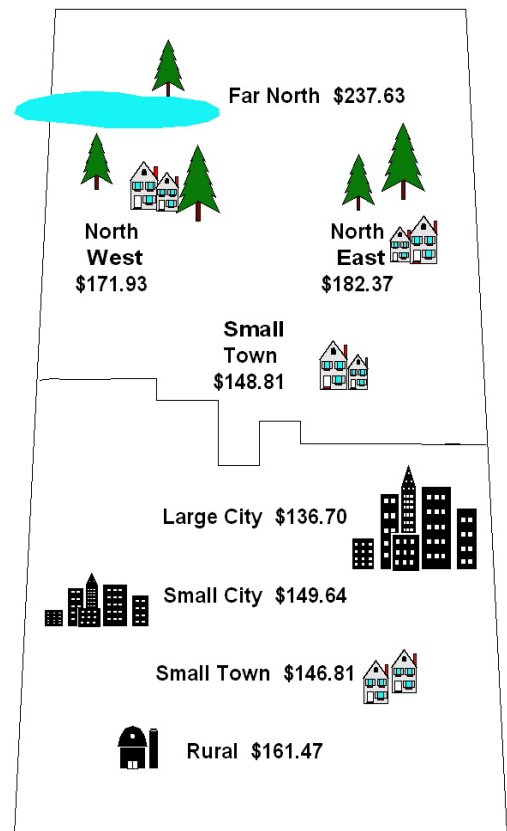 Far North $237.63
North
West
$171.93
North
East
$182.37
Small
Town
$148.81
Large City $136.70
Small City $149.64
Small Town $146.81
Rural $161.47